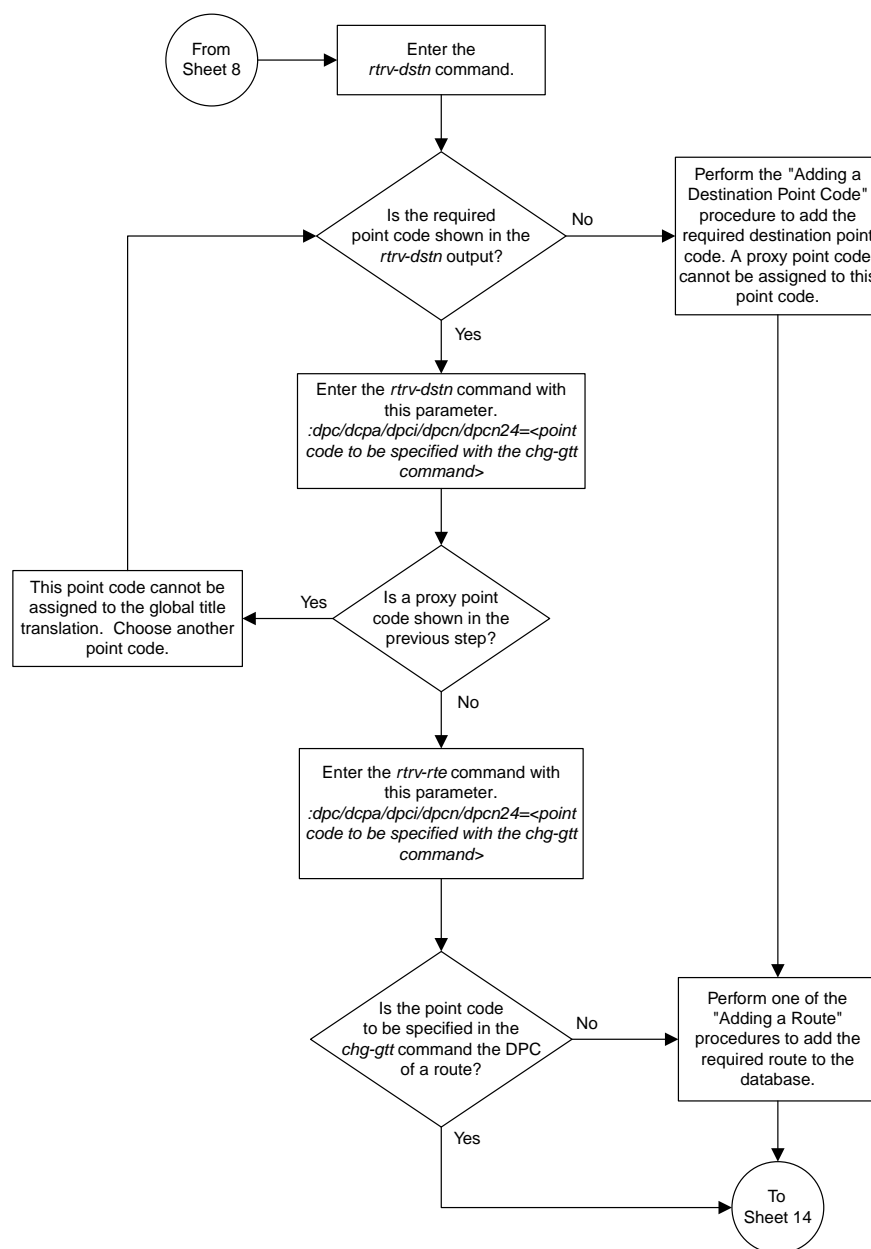 From
Sheet 8
Enter the
rtrv-dstn command.
Is the required
point code shown in the
rtrv-dstn output?
No
Perform the "Adding a
Destination Point Code"
procedure to add the
required destination point
code. A proxy point code
cannot be assigned to this
point code.
Yes
Enter the rtrv-dstn command with
this parameter.
:dpc/dcpa/dpci/dpcn/dpcn24=<point
code to be specified with the chg-gtt
command>
This point code cannot be
assigned to the global title
translation. Choose another
point code.
Yes
Is a proxy point
code shown in the
previous step?
No
Enter the rtrv-rte command with
this parameter.
:dpc/dcpa/dpci/dpcn/dpcn24=<point
code to be specified with the chg-gtt
command>
Is the point code
to be specified in the
chg-gtt command the DPC
of a route?
No
Perform one of the
"Adding a Route"
procedures to add the
required route to the
database.
Yes
To
Sheet 14